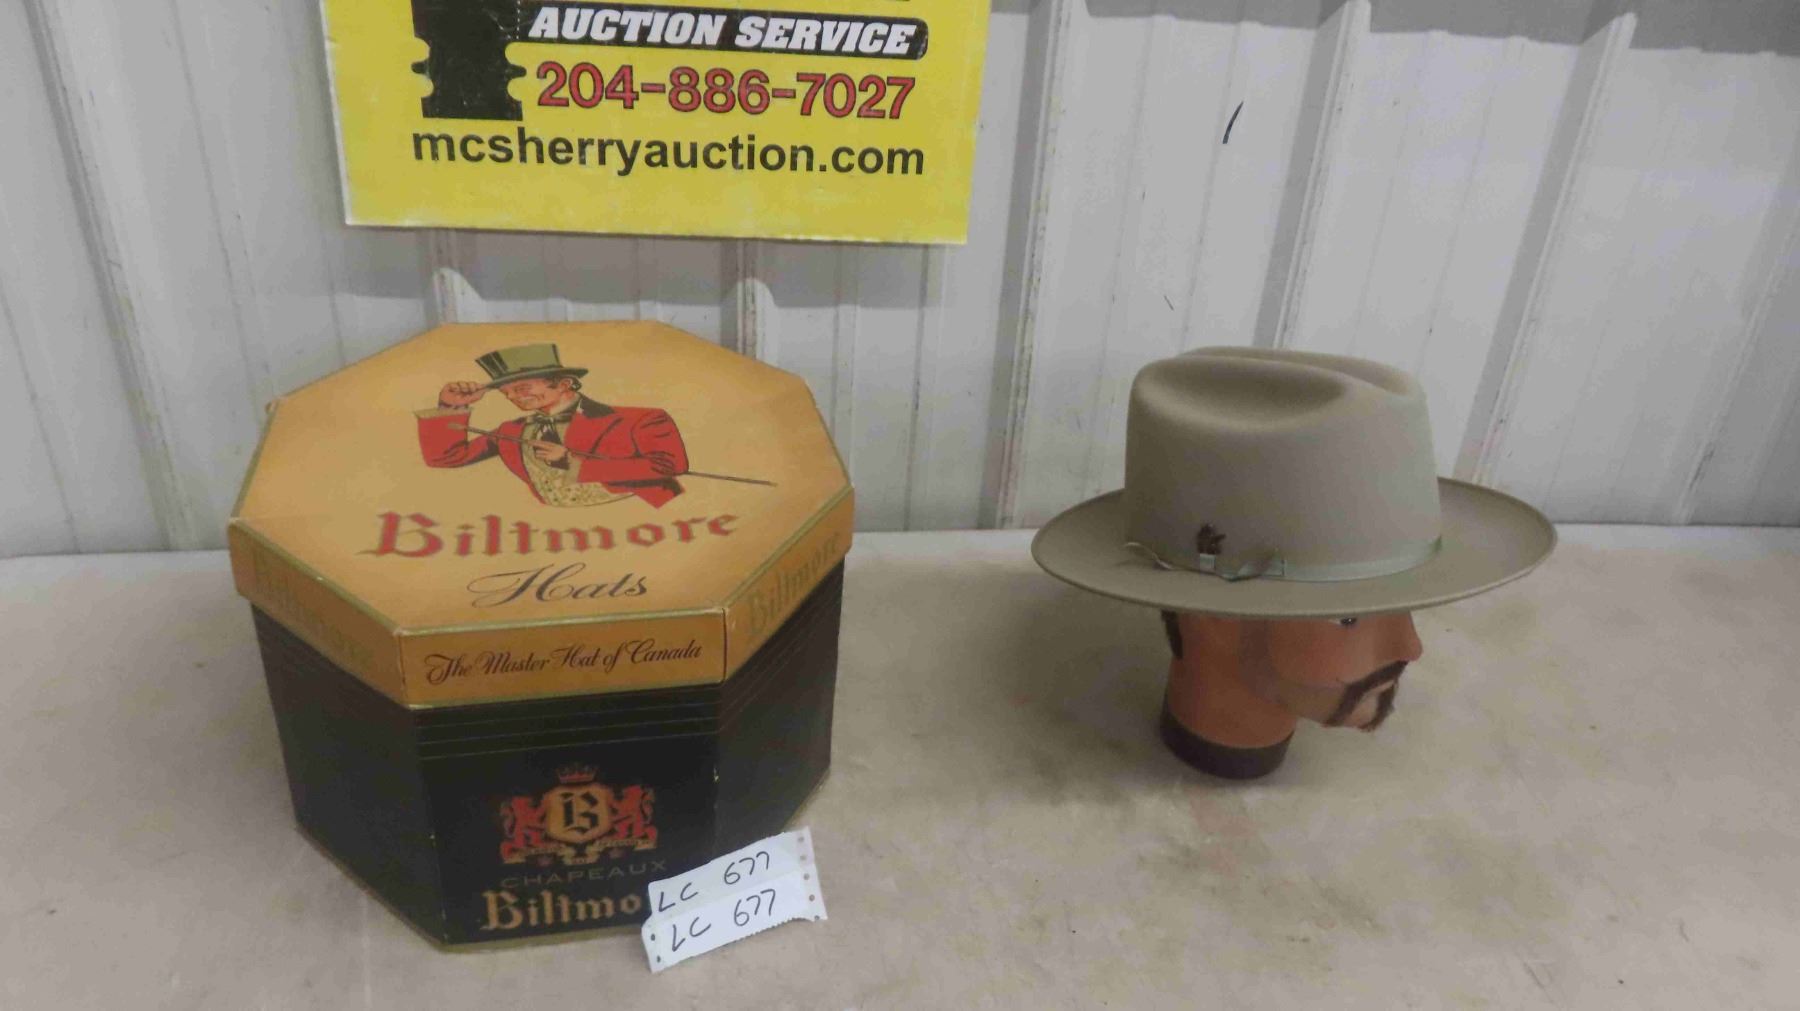 AUCTION SERVICE
204-886-7027
mcsherryauction.com
Biltmore
Hats
The Master Hat of Canada
Biltmore
Biltmore
B
CHAPEAUX
Biltmo
LC 677
LC 677